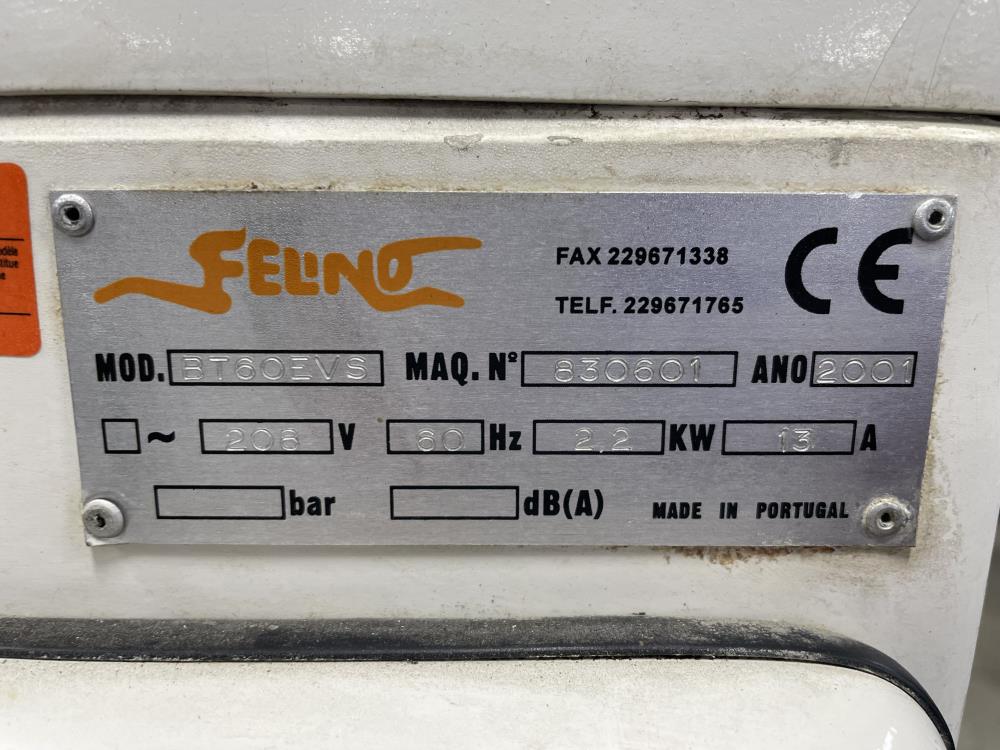 FELINO
FAX 229671338
TELF. 229671765
CE
MOD. BT60EVS MAQ. Nº 830601 ANO 2001
~ 208 V 60 Hz 2,2 KW 13 A
bar dB(A) MADE IN PORTUGAL